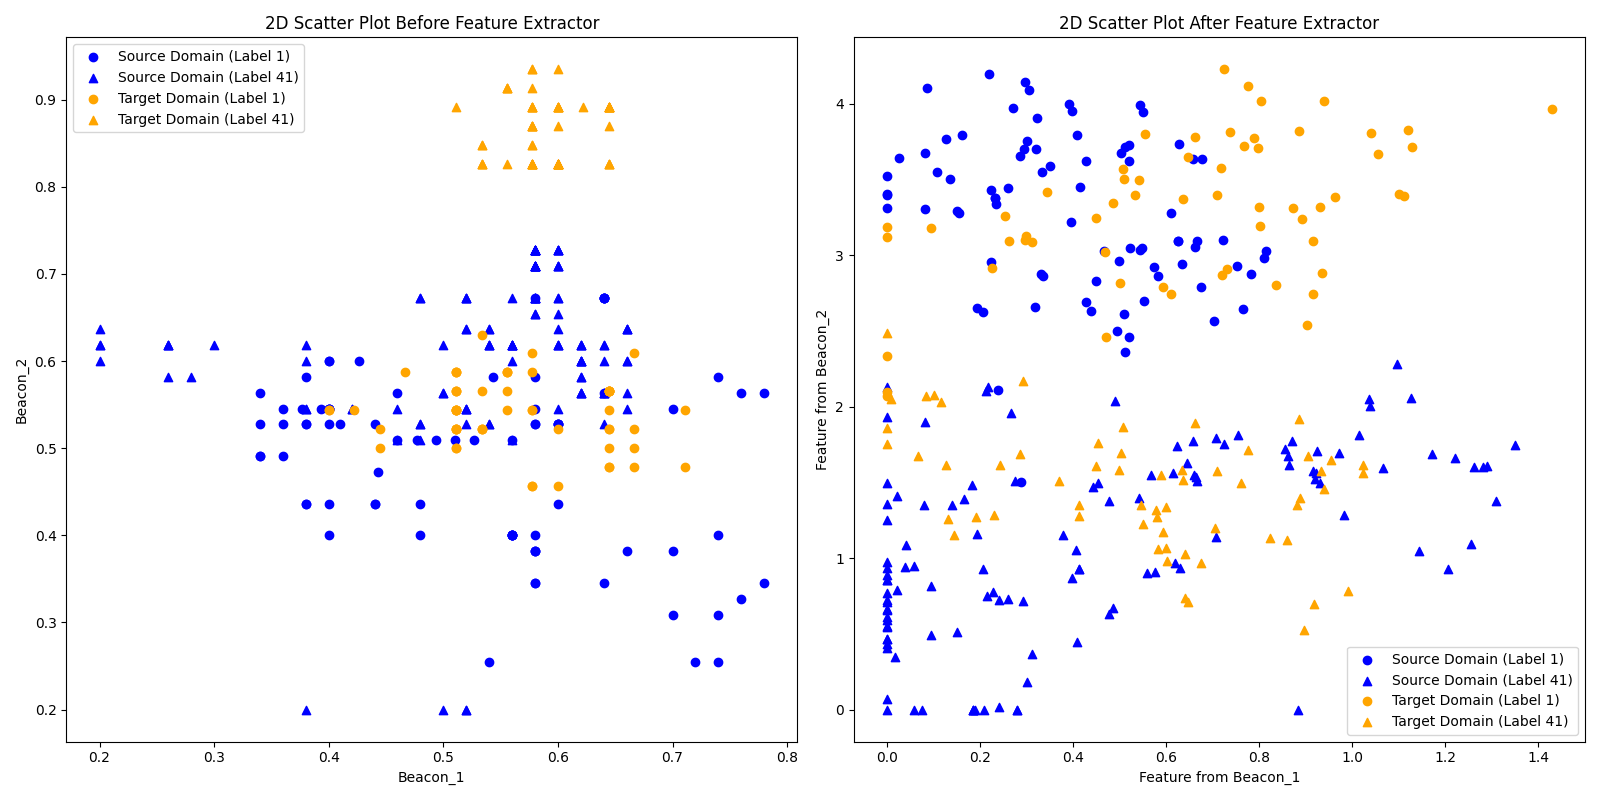 2D Scatter Plot Before Feature Extractor
Source Domain (Label 1)
Source Domain (Label 41)
Target Domain (Label 1)
Target Domain (Label 41)
0.9
0.8
0.7
0.6
0.5
0.4
0.3
0.2
Beacon_2
0.2 0.3 0.4 0.5 0.6 0.7 0.8
Beacon_1
2D Scatter Plot After Feature Extractor
4
3
2
1
0
Feature from Beacon_2
Source Domain (Label 1)
Source Domain (Label 41)
Target Domain (Label 1)
Target Domain (Label 41)
0.0 0.2 0.4 0.6 0.8 1.0 1.2 1.4
Feature from Beacon_1